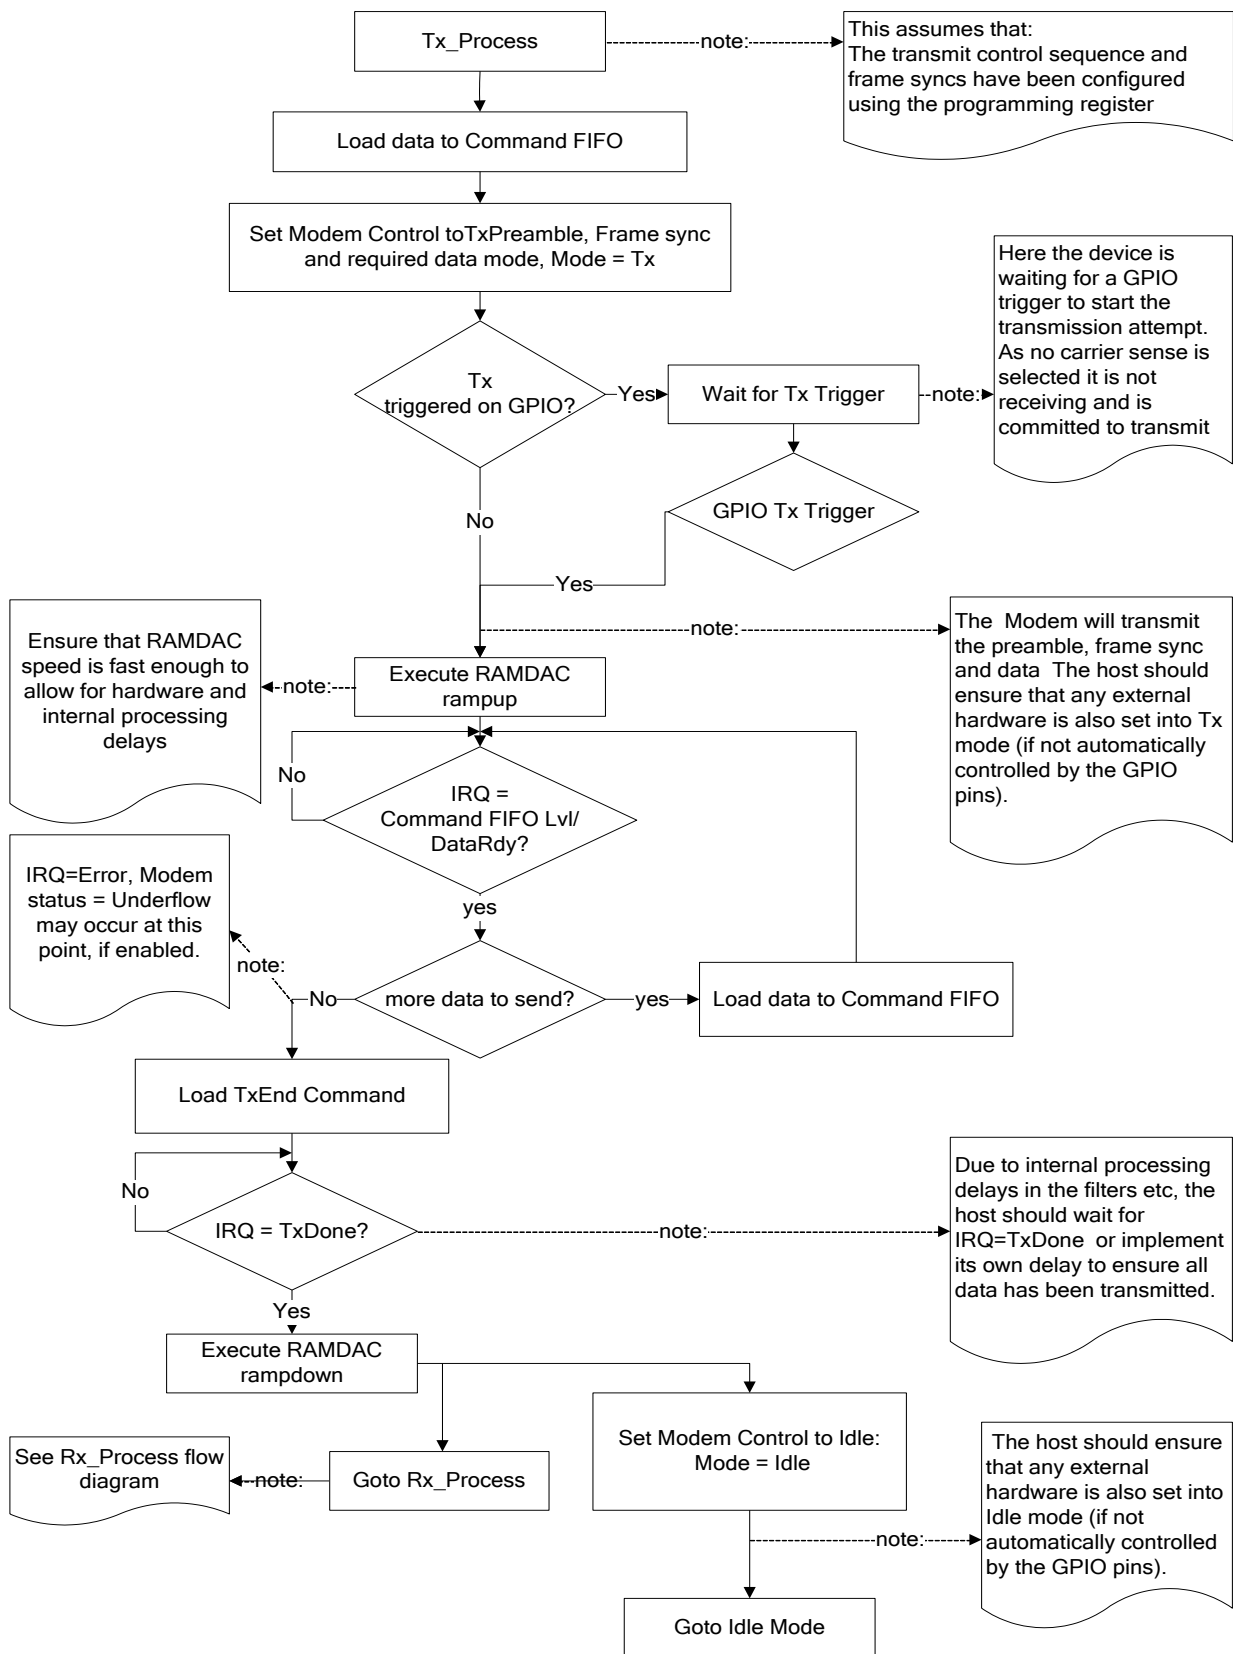 Tx_Process
note:
This assumes that:
The transmit control sequence and
frame syncs have been configured
using the programming register
Load data to Command FIFO
Set Modem Control toTxPreamble, Frame sync
and required data mode, Mode = Tx
Tx
triggered on GPIO?
Yes
Wait for Tx Trigger
note:
Here the device is
waiting for a GPIO
trigger to start the
transmission attempt.
As no carrier sense is
selected it is not
receiving and is
committed to transmit
GPIO Tx Trigger
No
Yes
note:
The  Modem will transmit
the preamble, frame sync
and data  The host should
ensure that any external
hardware is also set into Tx
mode (if not automatically
controlled by the GPIO
pins).
Ensure that RAMDAC
speed is fast enough to
allow for hardware and
internal processing
delays
note:
Execute RAMDAC
rampup
No
IRQ =
Command FIFO Lvl/
DataRdy?
yes
IRQ=Error, Modem
status = Underflow
may occur at this
point, if enabled.
note:
No
more data to send?
yes
Load data to Command FIFO
Load TxEnd Command
No
IRQ = TxDone?
note:
Due to internal processing
delays in the filters etc, the
host should wait for
IRQ=TxDone  or implement
its own delay to ensure all
data has been transmitted.
Yes
Execute RAMDAC
rampdown
See Rx_Process flow
diagram
note:
Goto Rx_Process
Set Modem Control to Idle:
Mode = Idle
note:
The host should ensure
that any external
hardware is also set into
Idle mode (if not
automatically controlled
by the GPIO pins).
Goto Idle Mode